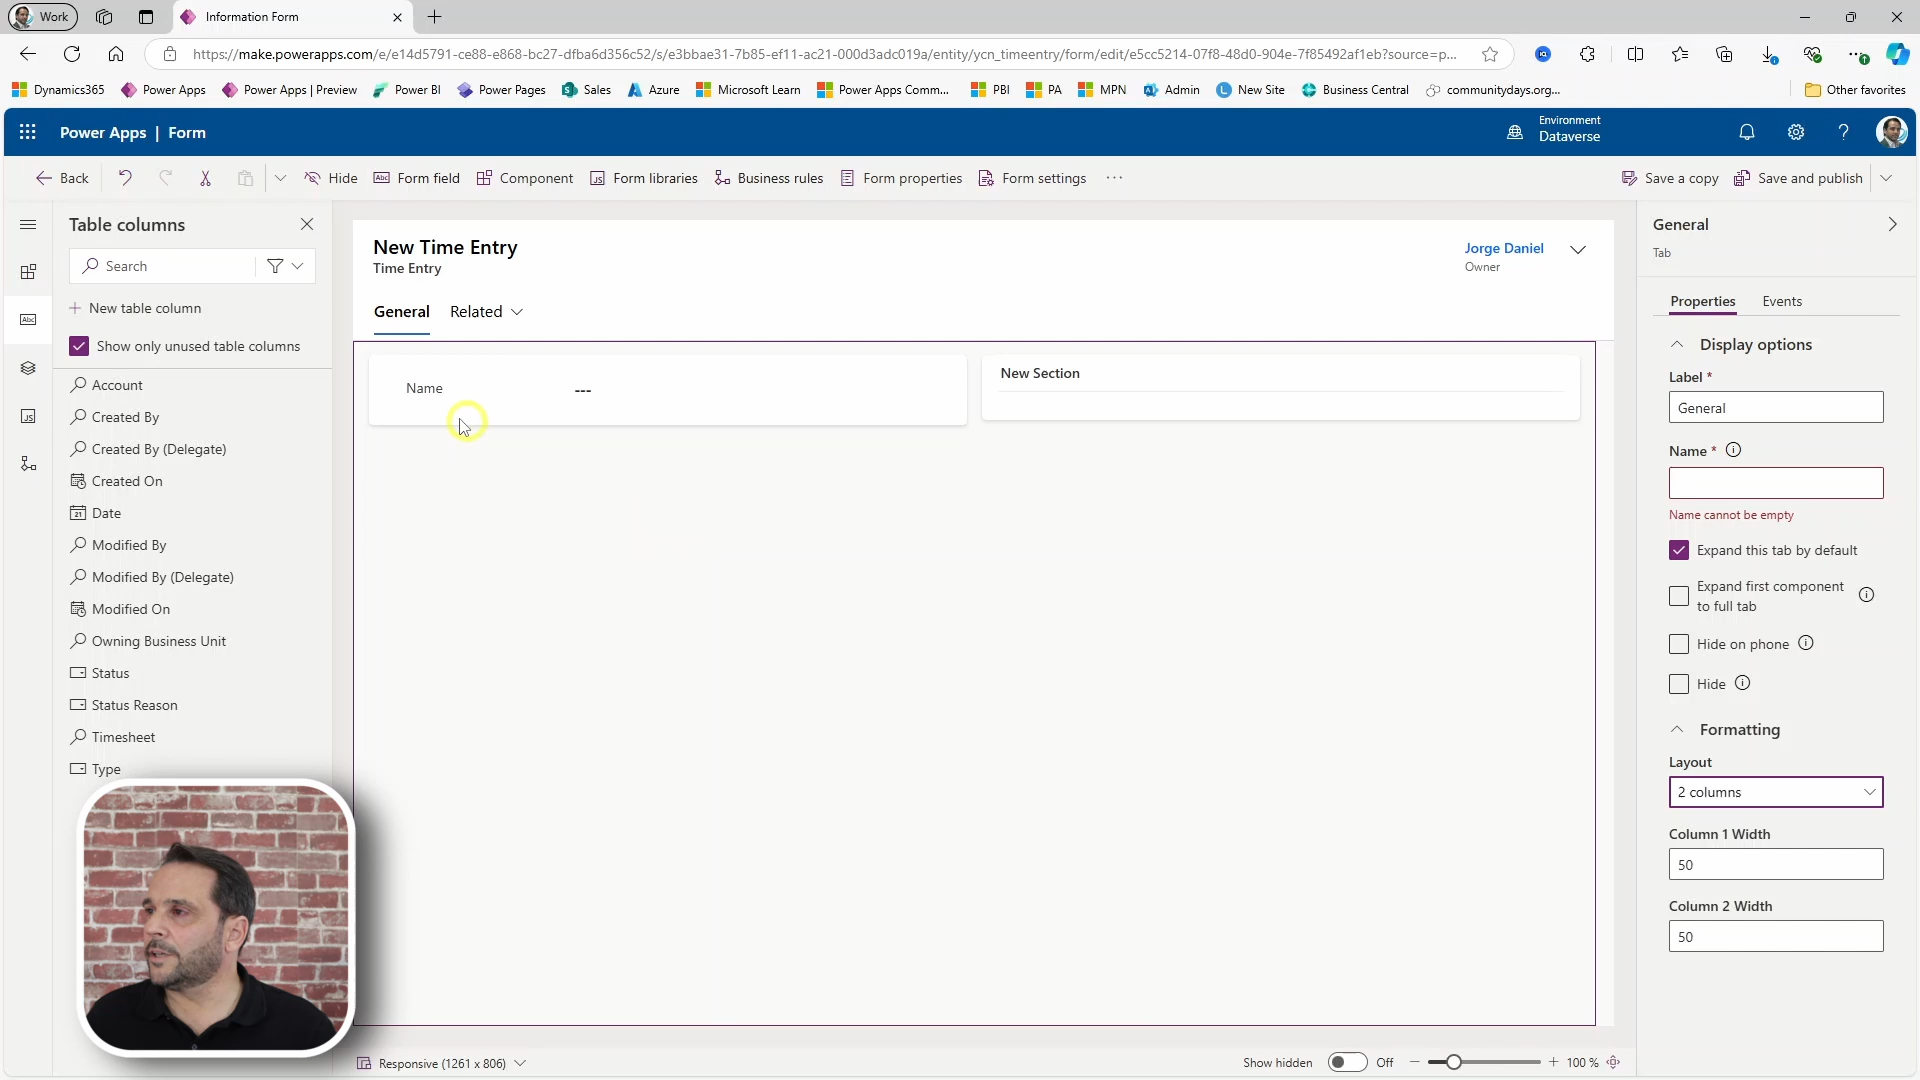 Work
Information Form
https://make.powerapps.com/e/e14d5791-ce88-e868-bc27-dfba6d356c52/s/e3bbae31-7b85-ef11-ac21-000d3adc019a/entity/ycn_timeentry/form/edit/e5cc5214-07f8-48d0-904e-7f85492af1eb?source=p...
Dynamics365
Power Apps
Power Apps | Preview
Power BI
Power Pages
Sales
Azure
Microsoft Learn
Power Apps Comm...
PBI
PA
MPN
Admin
New Site
Business Central
communitydays.org...
Other favorites
Power Apps | Form
Environment
Dataverse
Back
Hide
Abc
Form field
Component
JS
Form libraries
Business rules
Form properties
Form settings
Save a copy
Save and publish
Table columns
Search
New table column
Show only unused table columns
Abc
JS
Account
Created By
Created By (Delegate)
Created On
21
Date
Modified By
Modified By (Delegate)
Modified On
Owning Business Unit
Status
Status Reason
Timesheet
Type
New Time Entry
Time Entry
Jorge Daniel
Owner
General
Related
Name
---
New Section
Responsive (1261 x 806)
Show hidden
Off
100 %
General
Tab
Properties
Events
Display options
Label *
General
Name *
Name cannot be empty
Expand this tab by default
Expand first component
to full tab
Hide on phone
Hide
Formatting
Layout
2 columns
Column 1 Width
50
Column 2 Width
50